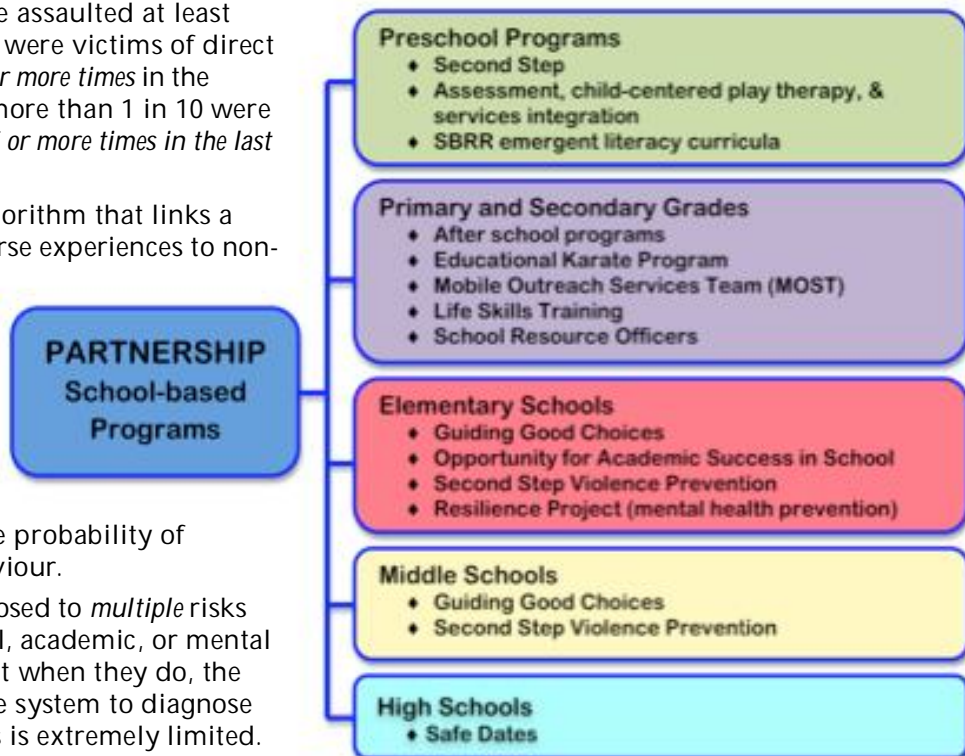 e assaulted at least
were victims of direct
r more times in the
more than 1 in 10 were
or more times in the last
gorithm that links a
rse experiences to non-
PARTNERSHIP
School-based
Programs
e probability of
viour.
osed to multiple risks
l, academic, or mental
t when they do, the
e system to diagnose
s is extremely limited.
Preschool Programs
♦ Second Step
♦ Assessment, child-centered play therapy, &
services integration
♦ SBRR emergent literacy curricula
Primary and Secondary Grades
♦ After school programs
♦ Educational Karate Program
♦ Mobile Outreach Services Team (MOST)
♦ Life Skills Training
♦ School Resource Officers
Elementary Schools
♦ Guiding Good Choices
♦ Opportunity for Academic Success in School
♦ Second Step Violence Prevention
♦ Resilience Project (mental health prevention)
Middle Schools
♦ Guiding Good Choices
♦ Second Step Violence Prevention
High Schools
♦ Safe Dates